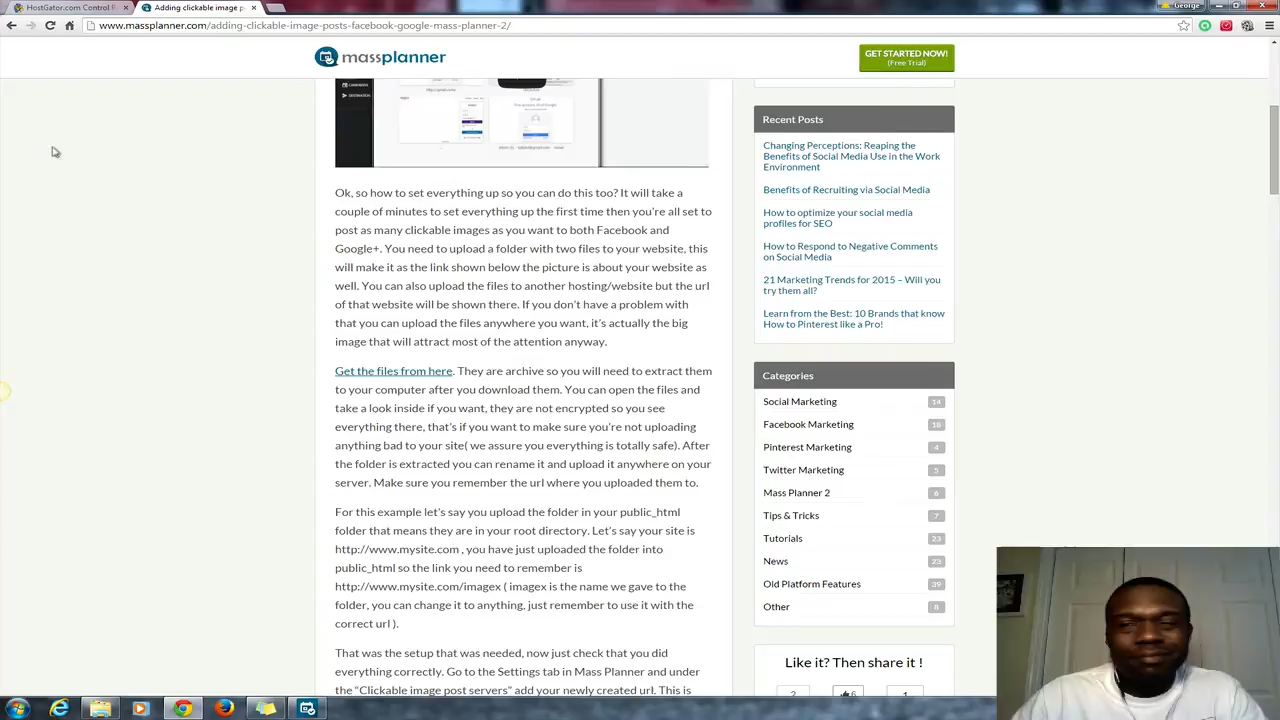 HostGator.com Control P
Adding clickable image pos
George
www.massplanner.com/adding-clickable-image-posts-facebook-google-mass-planner-2/
massplanner
GET STARTED NOW!
(Free Trial)
Ok, so how to set everything up so you can do this too? It will take a
couple of minutes to set everything up the first time then you're all set to
post as many clickable images as you want to both Facebook and
Google+. You need to upload a folder with two files to your website, this
will make it as the link shown below the picture is about your website as
well. You can also upload the files to another hosting/website but the url
of that website will be shown there. If you don't have a problem with
that you can upload the files anywhere you want, it's actually the big
image that will attract most of the attention anyway.
Get the files from here. They are archive so you will need to extract them
to your computer after you download them. You can open the files and
take a look inside if you want, they are not encrypted so you see
everything there, that's if you want to make sure you're not uploading
anything bad to your site( we assure you everything is totally safe). After
the folder is extracted you can rename it and upload it anywhere on your
server. Make sure you remember the url where you uploaded them to.
For this example let's say you upload the folder in your public_html
folder that means they are in your root directory. Let's say your site is
http://www.mysite.com , you have just uploaded the folder into
public_html so the link you need to remember is
http://www.mysite.com/imagex ( imagex is the name we gave to the
folder, you can change it to anything, just remember to use it with the
correct url ).
That was the setup that was needed, now just check that you did
everything correctly. Go to the Settings tab in Mass Planner and under
the "Clickable image post servers" add your newly created url. This is
Recent Posts
Changing Perceptions: Reaping the
Benefits of Social Media Use in the Work
Environment
Benefits of Recruiting via Social Media
How to optimize your social media
profiles for SEO
How to Respond to Negative Comments
on Social Media
21 Marketing Trends for 2015 – Will you
try them all?
Learn from the Best: 10 Brands that know
How to Pinterest like a Pro!
Categories
Social Marketing 14
Facebook Marketing 16
Pinterest Marketing 4
Twitter Marketing 5
Mass Planner 2 6
Tips & Tricks 7
Tutorials 23
News 23
Old Platform Features 39
Other 8
Like it? Then share it !
2 6 1